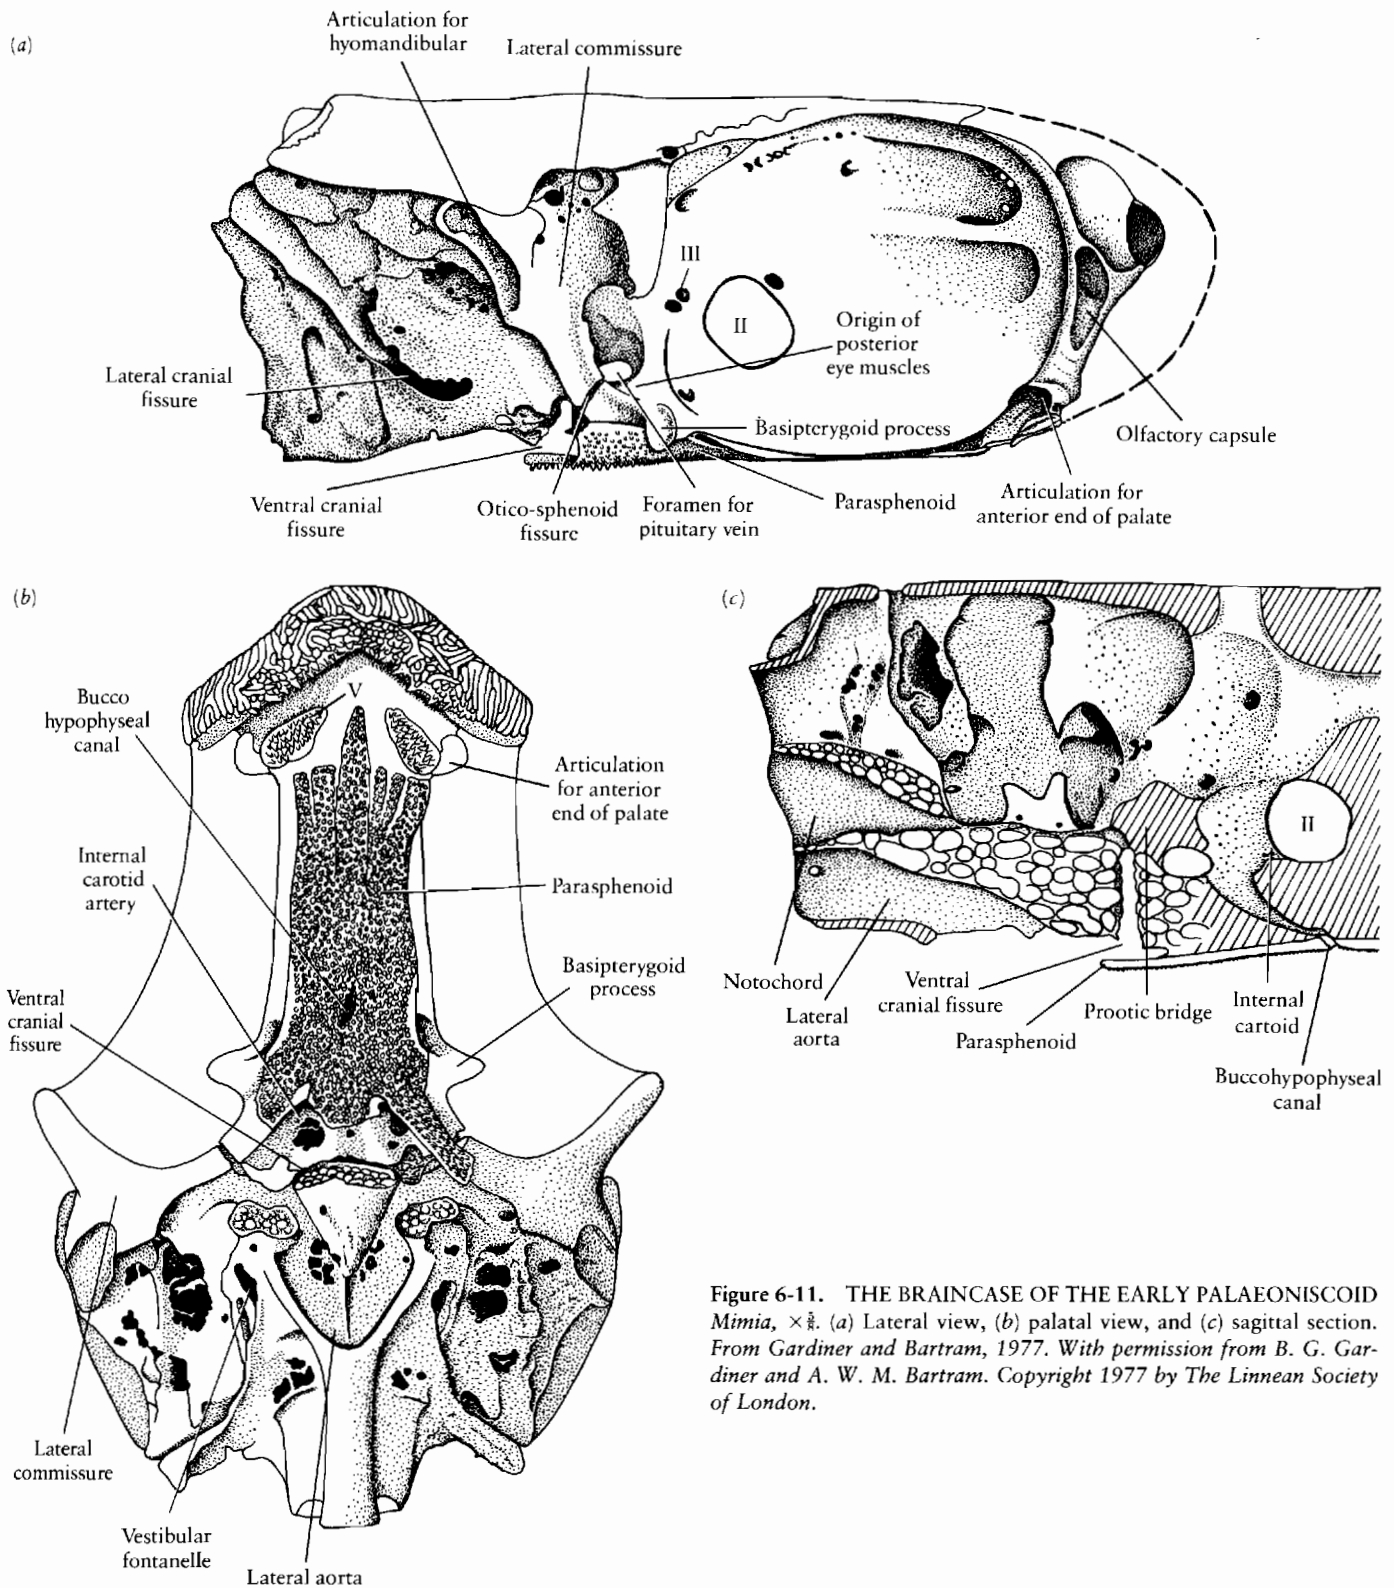 (a)
Articulation for
hyomandibular
Lateral commissure
III
II
Origin of
posterior
eye muscles
Lateral cranial
fissure
Basipterygoid process
Olfactory capsule
Ventral cranial
fissure
Otico-sphenoid
fissure
Foramen for
pituitary vein
Parasphenoid
Articulation for
anterior end of palate
(b)
V
Bucco
hypophyseal
canal
Articulation
for anterior
end of palate
Internal
carotid
artery
Parasphenoid
Basipterygoid
process
Ventral
cranial
fissure
Lateral
commissure
Vestibular
fontanelle
Lateral aorta
(c)
II
Notochord
Lateral
aorta
Ventral
cranial fissure
Parasphenoid
Prootic bridge
Internal
cartoid
Buccohypophyseal
canal
Figure 6-11. THE BRAINCASE OF THE EARLY PALAEONISCOID
Mimia, ×. (a) Lateral view, (b) palatal view, and (c) sagittal section.
From Gardiner and Bartram, 1977. With permission from B. G. Gar-
diner and A. W. M. Bartram. Copyright 1977 by The Linnean Society
of London.